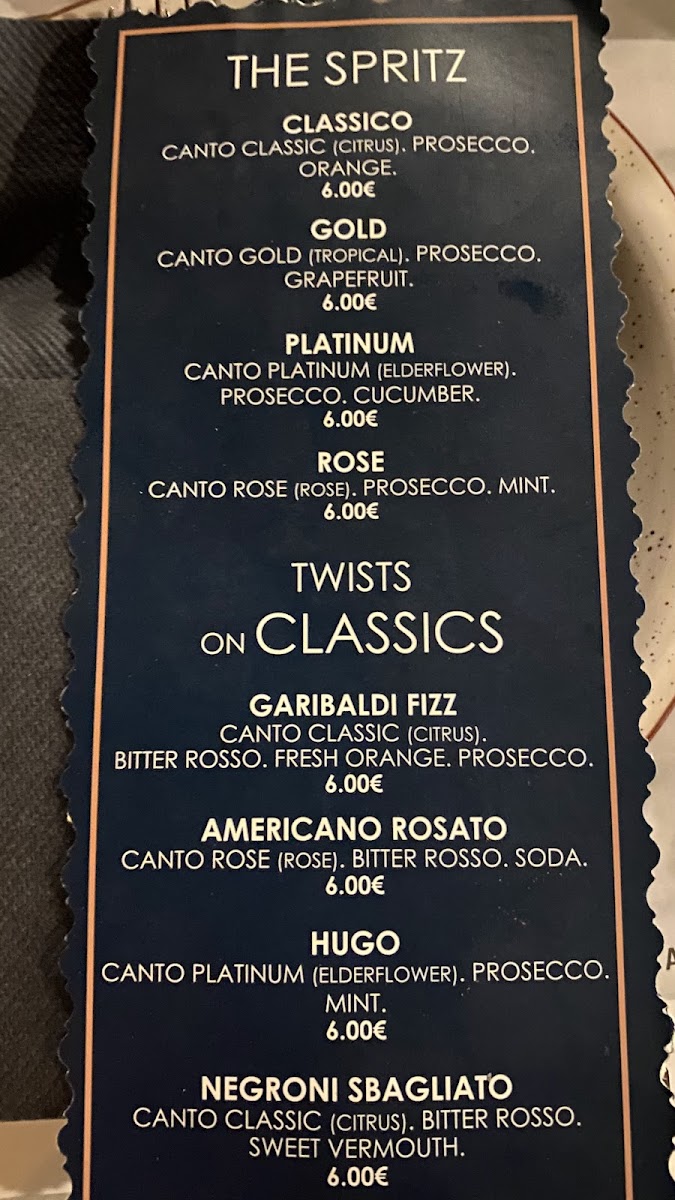 THE SPRITZ
CLASSICO
CANTO CLASSIC (CITRUS). PROSECCO.
ORANGE.
6.00€
GOLD
CANTO GOLD (TROPICAL). PROSECCO.
GRAPEFRUIT.
6.00€
PLATINUM
CANTO PLATINUM (ELDERFLOWER).
PROSECCO. CUCUMBER.
6.00€
ROSE
CANTO ROSE (ROSE). PROSECCO. MINT.
6.00€
TWISTS
ON CLASSICS
GARIBALDI FIZZ
CANTO CLASSIC (CITRUS).
BITTER ROSSO. FRESH ORANGE. PROSECCO.
6.00€
AMERICANO ROSATO
CANTO ROSE (ROSE). BITTER ROSSO. SODA.
6.00€
HUGO
CANTO PLATINUM (ELDERFLOWER). PROSECCO.
MINT.
6.00€
NEGRONI SBAGLIATO
CANTO CLASSIC (CITRUS). BITTER ROSSO.
SWEET VERMOUTH.
6.00€